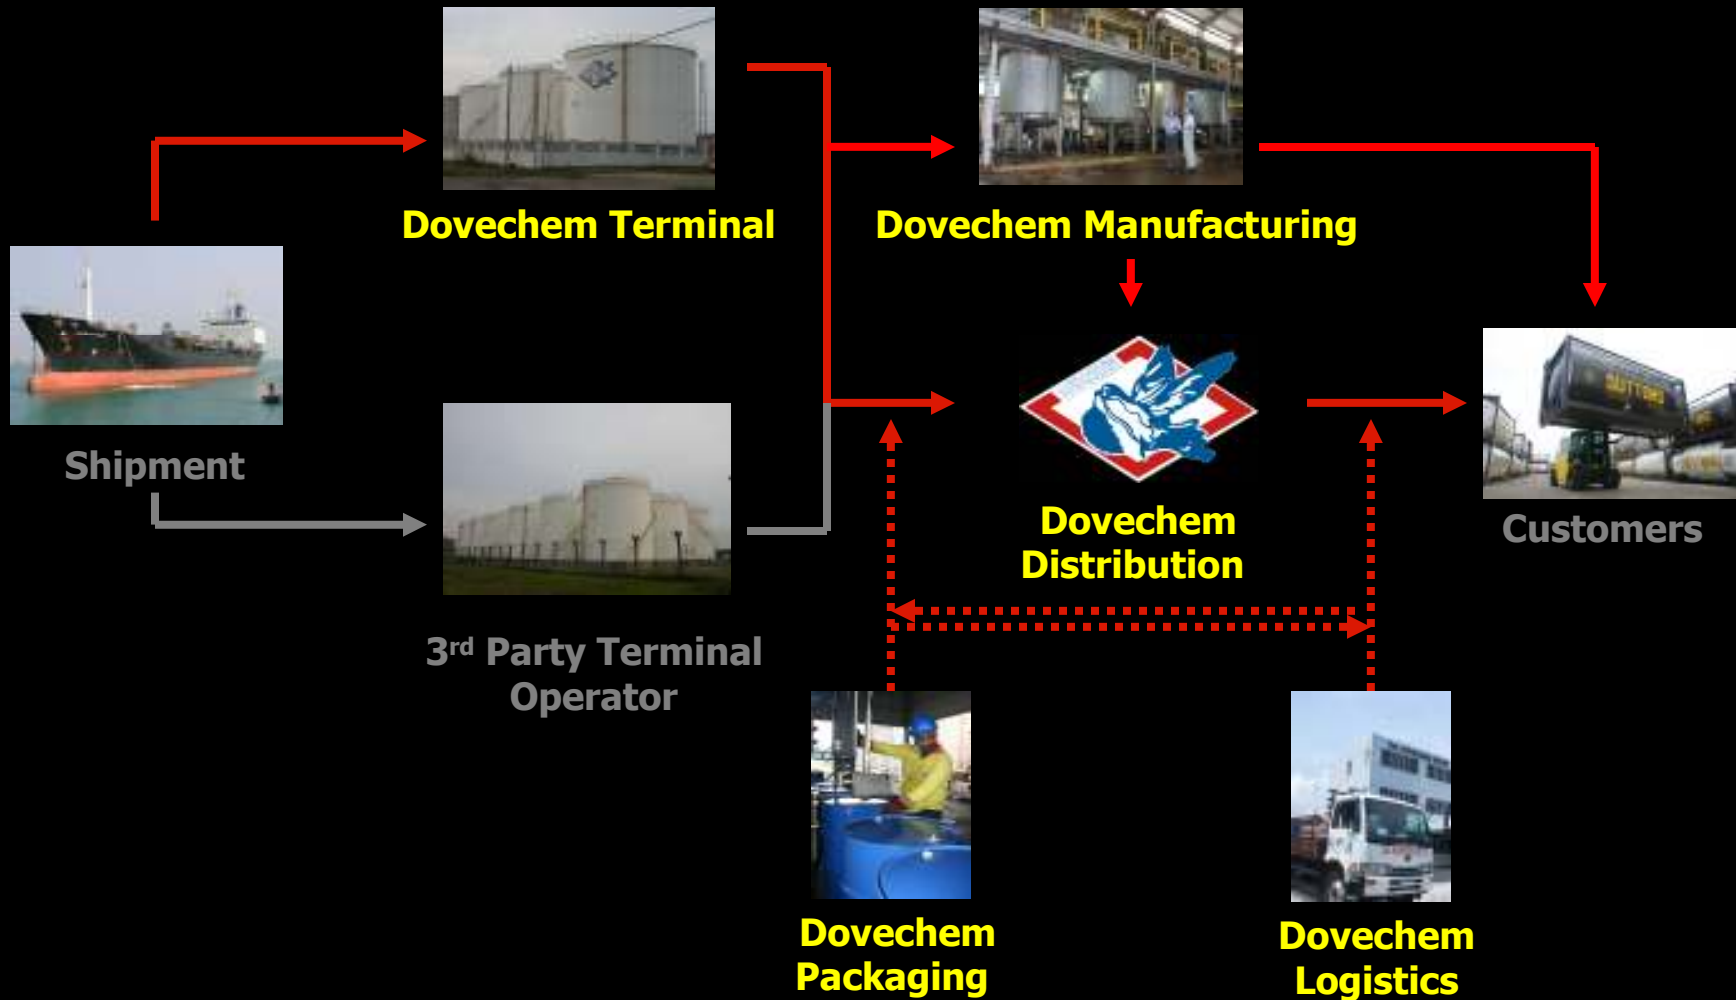 Dovechem Terminal
Dovechem Manufacturing
Shipment
3rd Party Terminal
Operator
Dovechem
Distribution
Customers
Dovechem
Packaging
Dovechem
Logistics